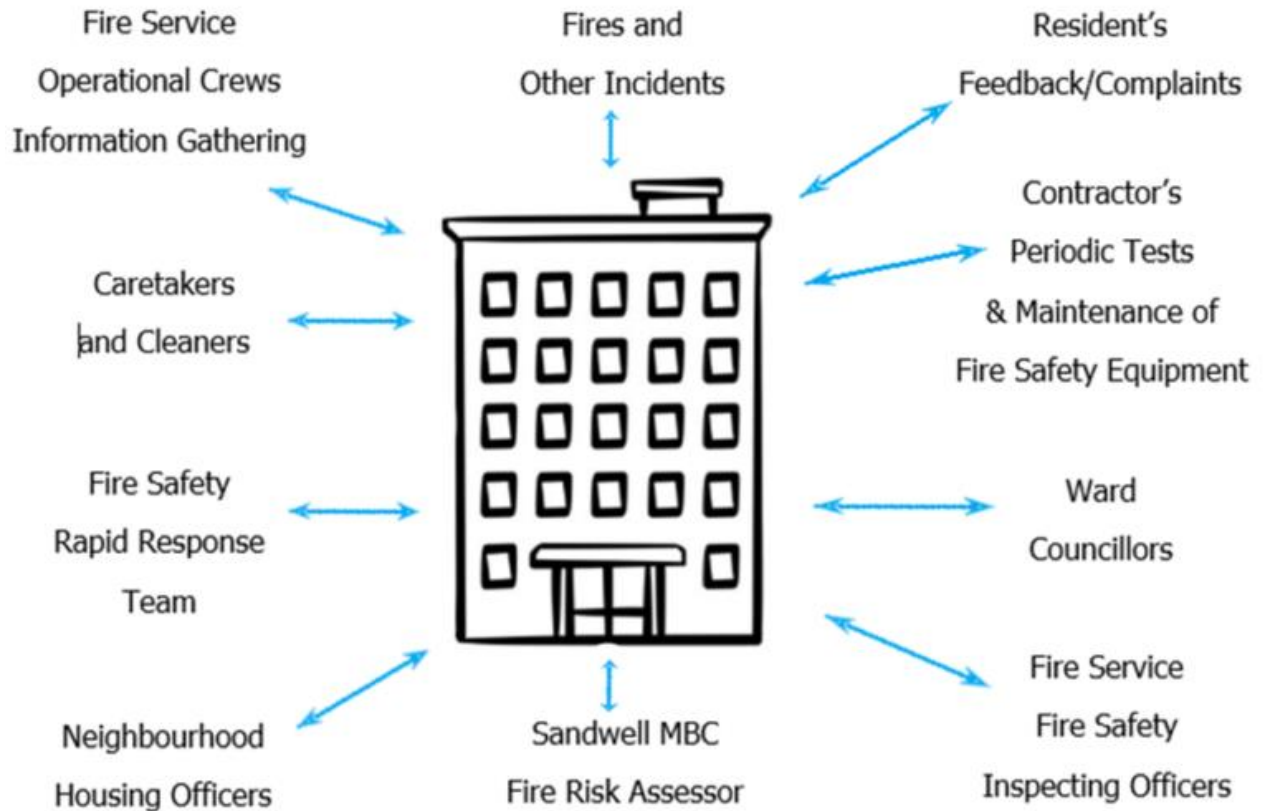 Fire Service
Operational Crews
Information Gathering
Fires and
Other Incidents
Resident's
Feedback/Complaints
Contractor's
Periodic Tests
& Maintenance of
Fire Safety Equipment
Caretakers
and Cleaners
Fire Safety
Rapid Response
Team
Ward
Councillors
Neighbourhood
Housing Officers
Sandwell MBC
Fire Risk Assessor
Fire Service
Fire Safety
Inspecting Officers